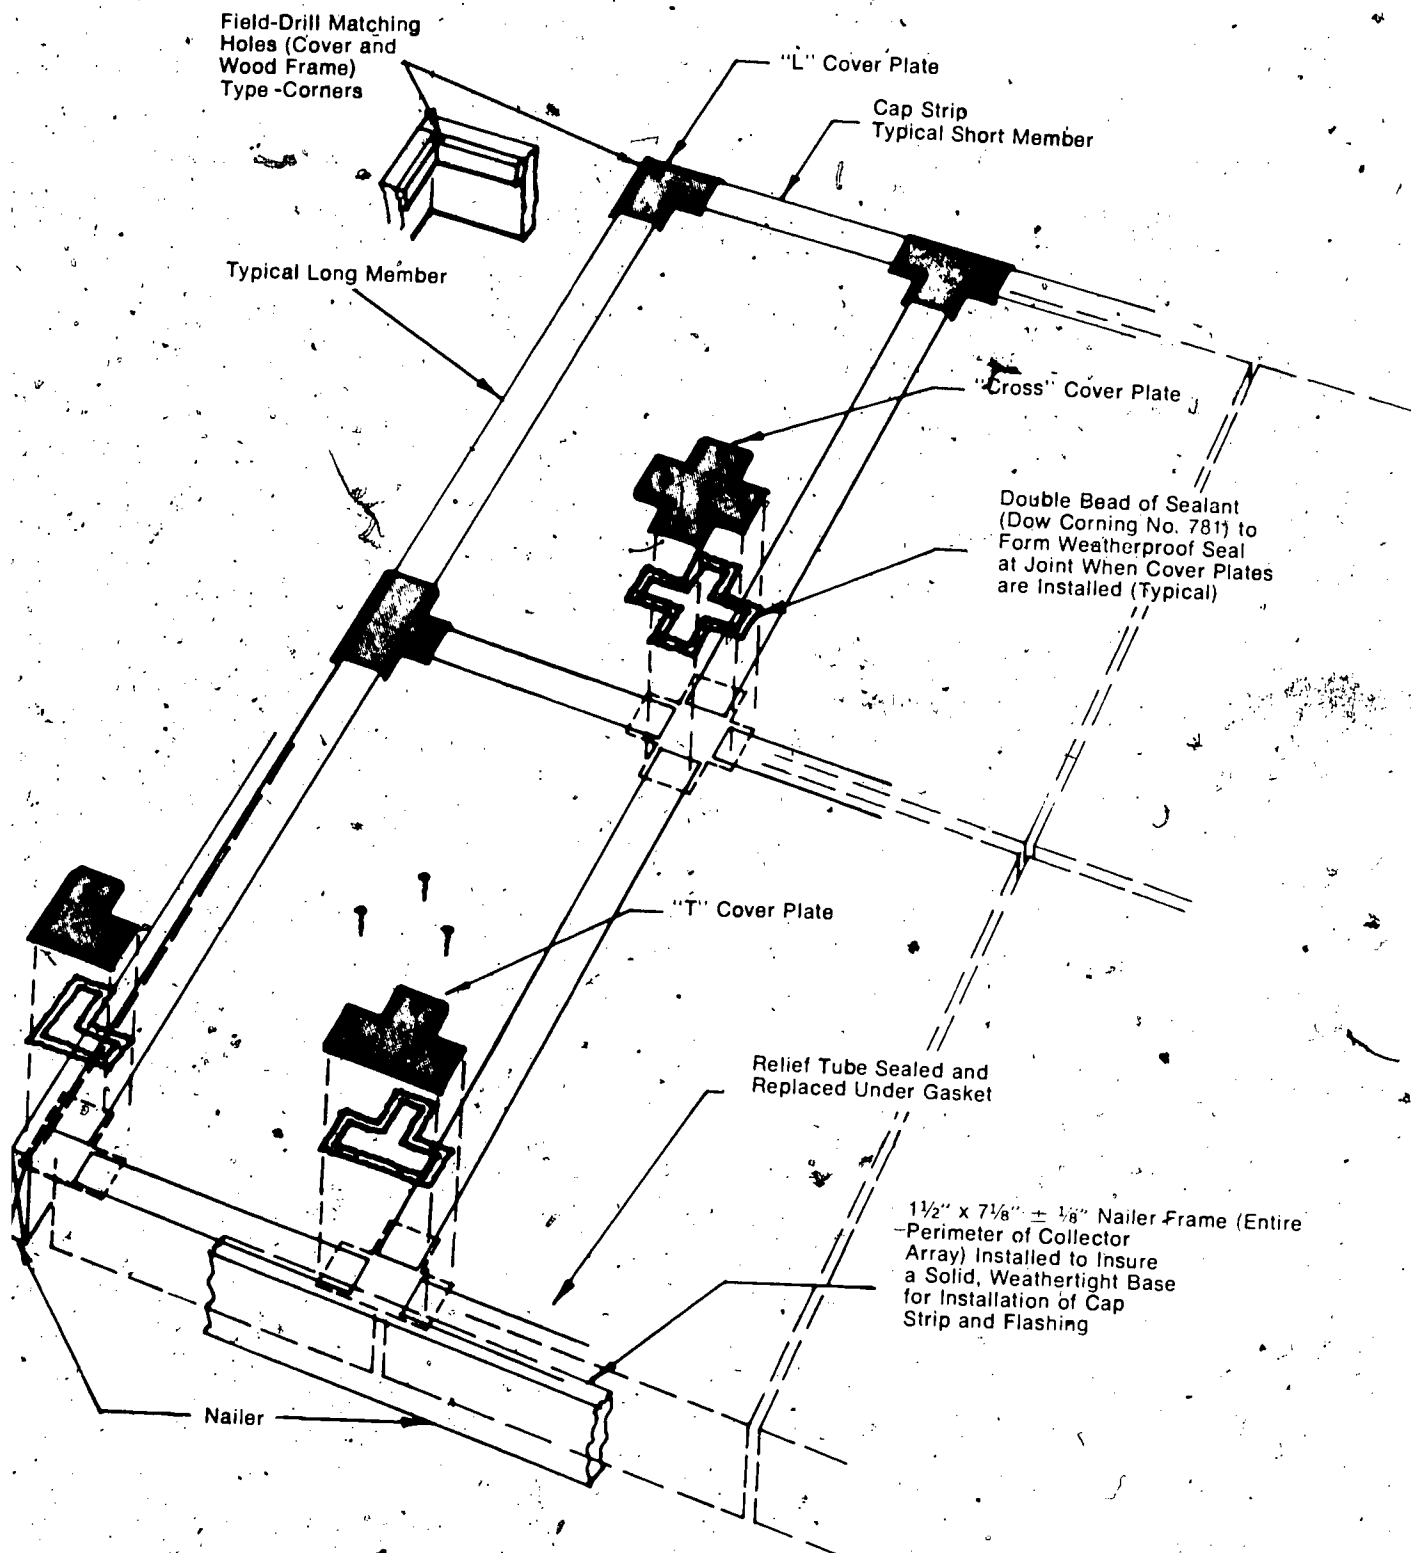 Field-Drill Matching
Holes (Cover and
Wood Frame)
Type-Corners
"L" Cover Plate
Cap Strip
Typical Short Member
Typical Long Member
"Cross" Cover Plate
Double Bead of Sealant
(Dow Corning No. 781) to
Form Weatherproof Seal
at Joint When Cover Plates
are Installed (Typical)
"T" Cover Plate
Relief Tube Sealed and
Replaced Under Gasket
1½" x 7⅛" ± ⅛" Nailer Frame (Entire
Perimeter of Collector
Array) Installed to Insure
a Solid, Weathertight Base
for Installation of Cap
Strip and Flashing
Nailer